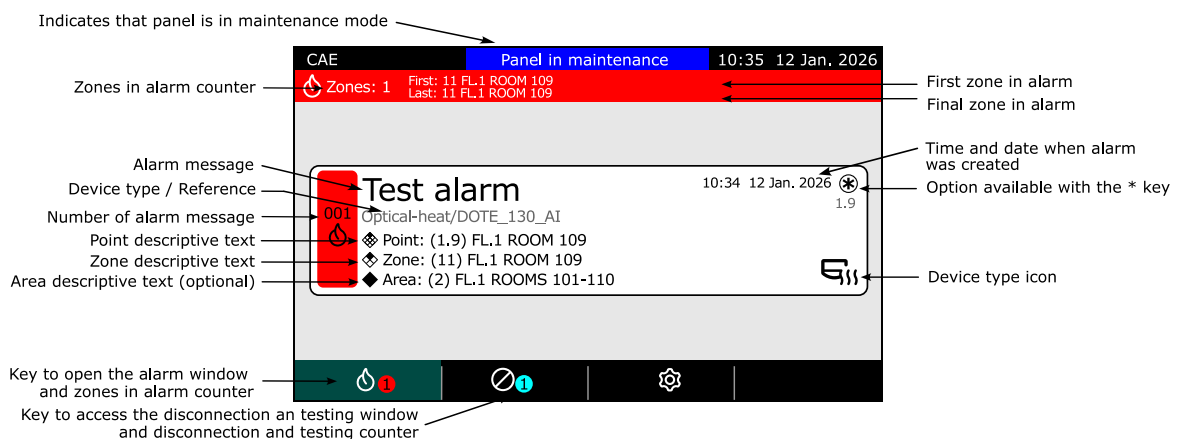 Indicates that panel is in maintenance mode
CAE
Panel in maintenance
10:35 12 Jan. 2026
Zones in alarm counter
Zones: 1
First: 11 FL.1 ROOM 109
Last: 11 FL.1 ROOM 109
First zone in alarm
Final zone in alarm
Alarm message
Device type / Reference
Number of alarm message
Point descriptive text
Zone descriptive text
Area descriptive text (optional)
001
Test alarm
Optical-heat/DOTE_130_AI
Point: (1.9) FL.1 ROOM 109
Zone: (11) FL.1 ROOM 109
Area: (2) FL.1 ROOMS 101-110
10:34 12 Jan. 2026
1.9
Time and date when alarm
was created
Option available with the * key
Device type icon
Key to open the alarm window
and zones in alarm counter
1
1
Key to access the disconnection an testing window
and disconnection and testing counter